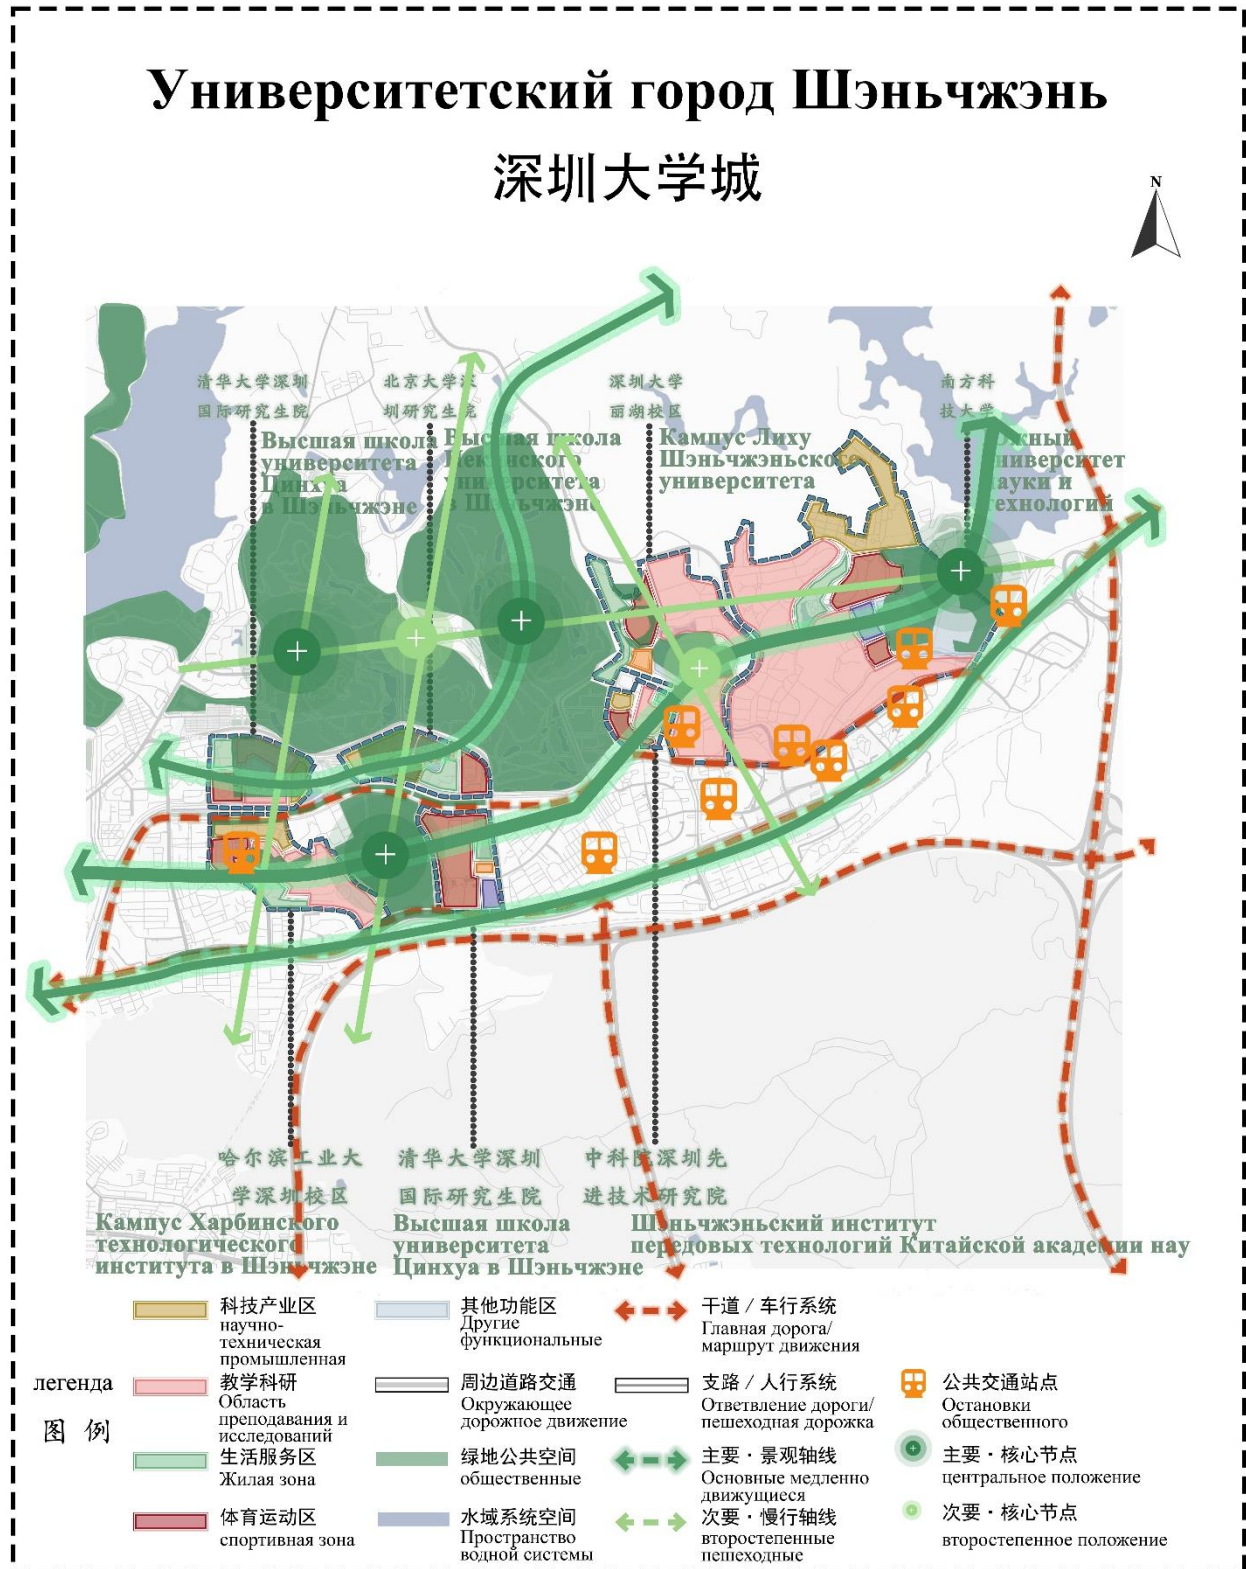 Университетский город Шэньчжэнь
深圳大学城
N
清华大学深圳
国际研究生院
Высшая школа
университета
Цинхуа
в Шэньчжэне
北京大学深
圳研究生院
Высшая школа
Пекинского
университета
в Шэньчжэне
深圳大学
丽湖校区
Кампус Лиху
Шэньчжэньского
университета
南方科
技大学
Южный
университет
науки и
технологий
哈尔滨工业大
学深圳校区
Кампус Харбинского
технологического
института в Шэньчжэне
清华大学深圳
国际研究生院
Высшая школа
университета
Цинхуа в Шэньчжэне
中科院深圳先
进技术研究院
Шэньчжэньский институт
передовых технологий Китайской академии нау
легенда
图 例
科技产业区
научно-
техническая
промышленная
教学科研
Область
преподавания и
исследований
生活服务区
Жилая зона
体育运动区
спортивная зона
其他功能区
Другие
функциональные
周边道路交通
Окружающее
дорожное движение
绿地公共空间
общественные
水域系统空间
Пространство
водной системы
干道 / 车行系统
Главная дорога/
маршрут движения
支路 / 人行系统
Ответвление дороги/
пешеходная дорожка
主要·景观轴线
Основные медленно
движущиеся
次要·慢行轴线
второстепенные
пешеходные
公共交通站点
Остановки
общественного
主要·核心节点
центральное положение
次要·核心节点
второстепенное положение